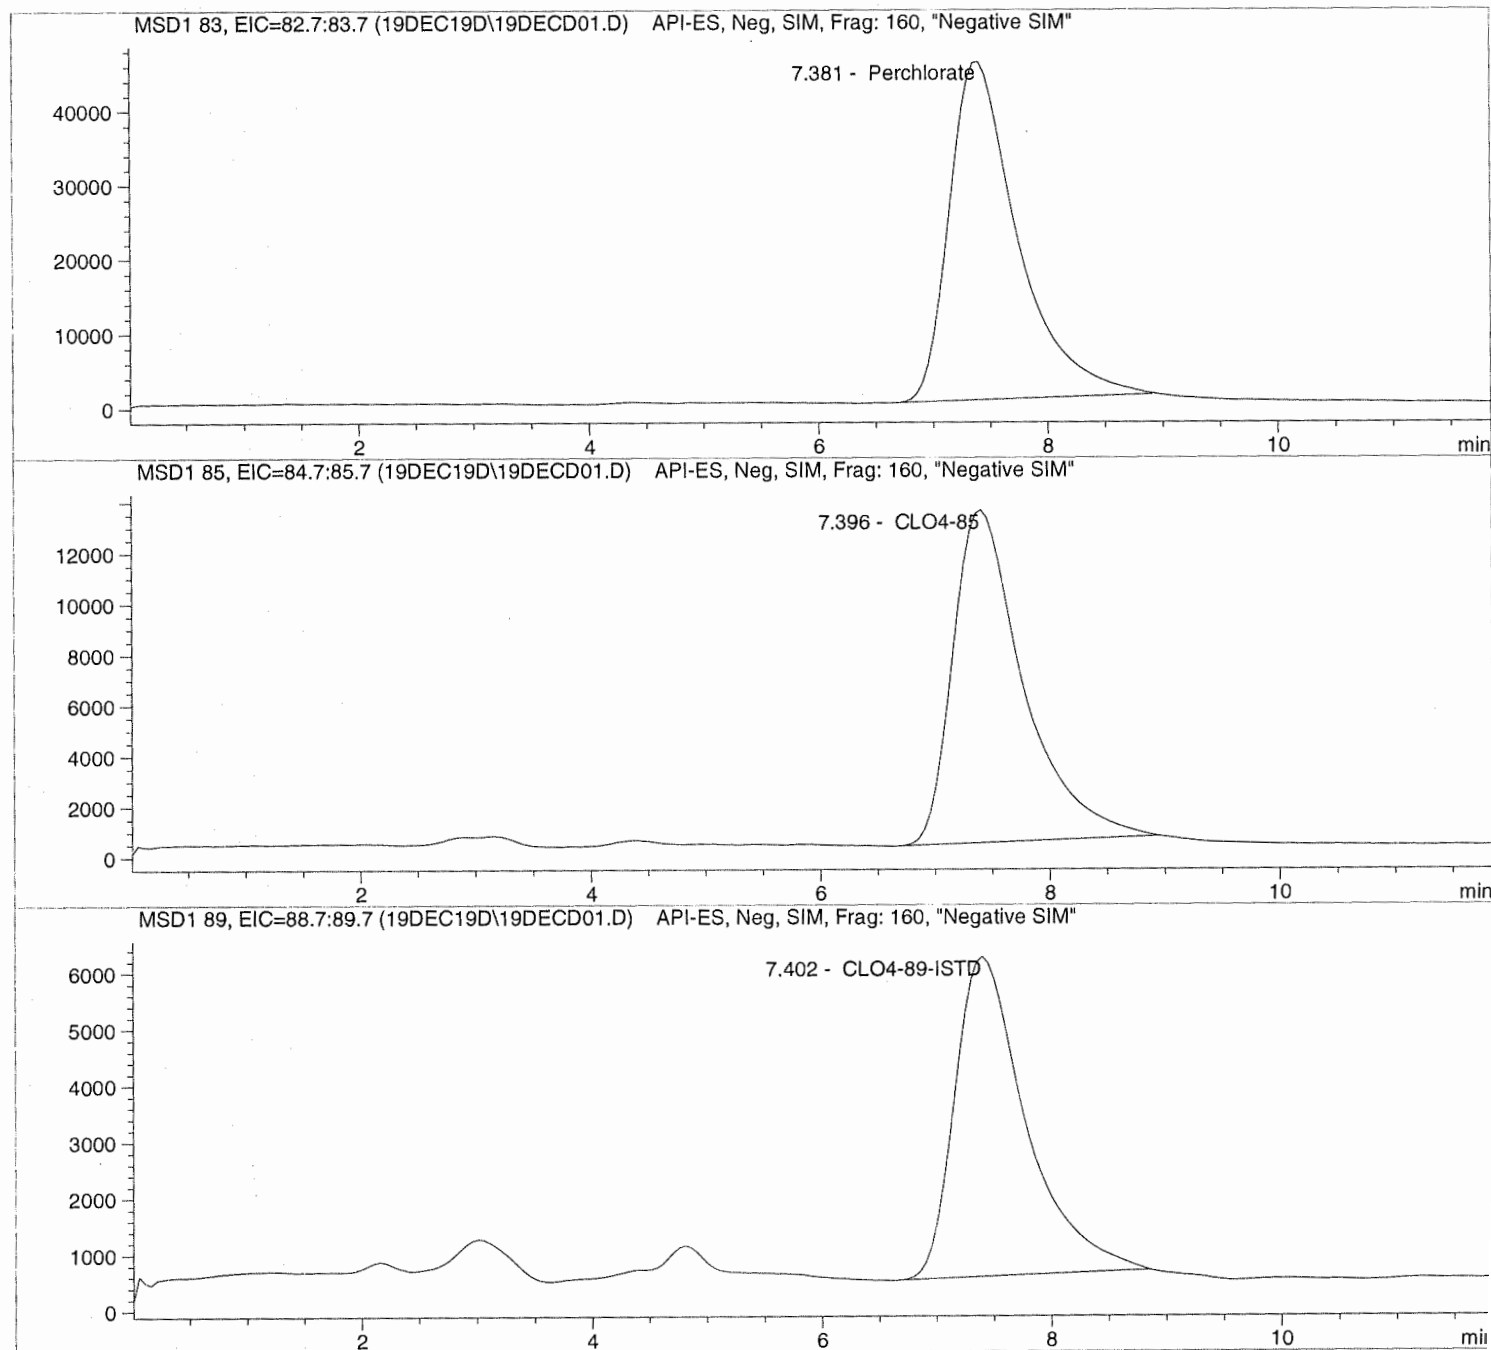 MSD1 83, EIC=82.7:83.7 (19DEC19D\19DECD01.D) API-ES, Neg, SIM, Frag: 160, "Negative SIM"
7.381 - Perchlorate
40000
30000
20000
10000
0
2 4 6 8 10 min
MSD1 85, EIC=84.7:85.7 (19DEC19D\19DECD01.D) API-ES, Neg, SIM, Frag: 160, "Negative SIM"
7.396 - CLO4-85
12000
10000
8000
6000
4000
2000
0
2 4 6 8 10 min
MSD1 89, EIC=88.7:89.7 (19DEC19D\19DECD01.D) API-ES, Neg, SIM, Frag: 160, "Negative SIM"
7.402 - CLO4-89-ISTD
6000
5000
4000
3000
2000
1000
0
2 4 6 8 10 min